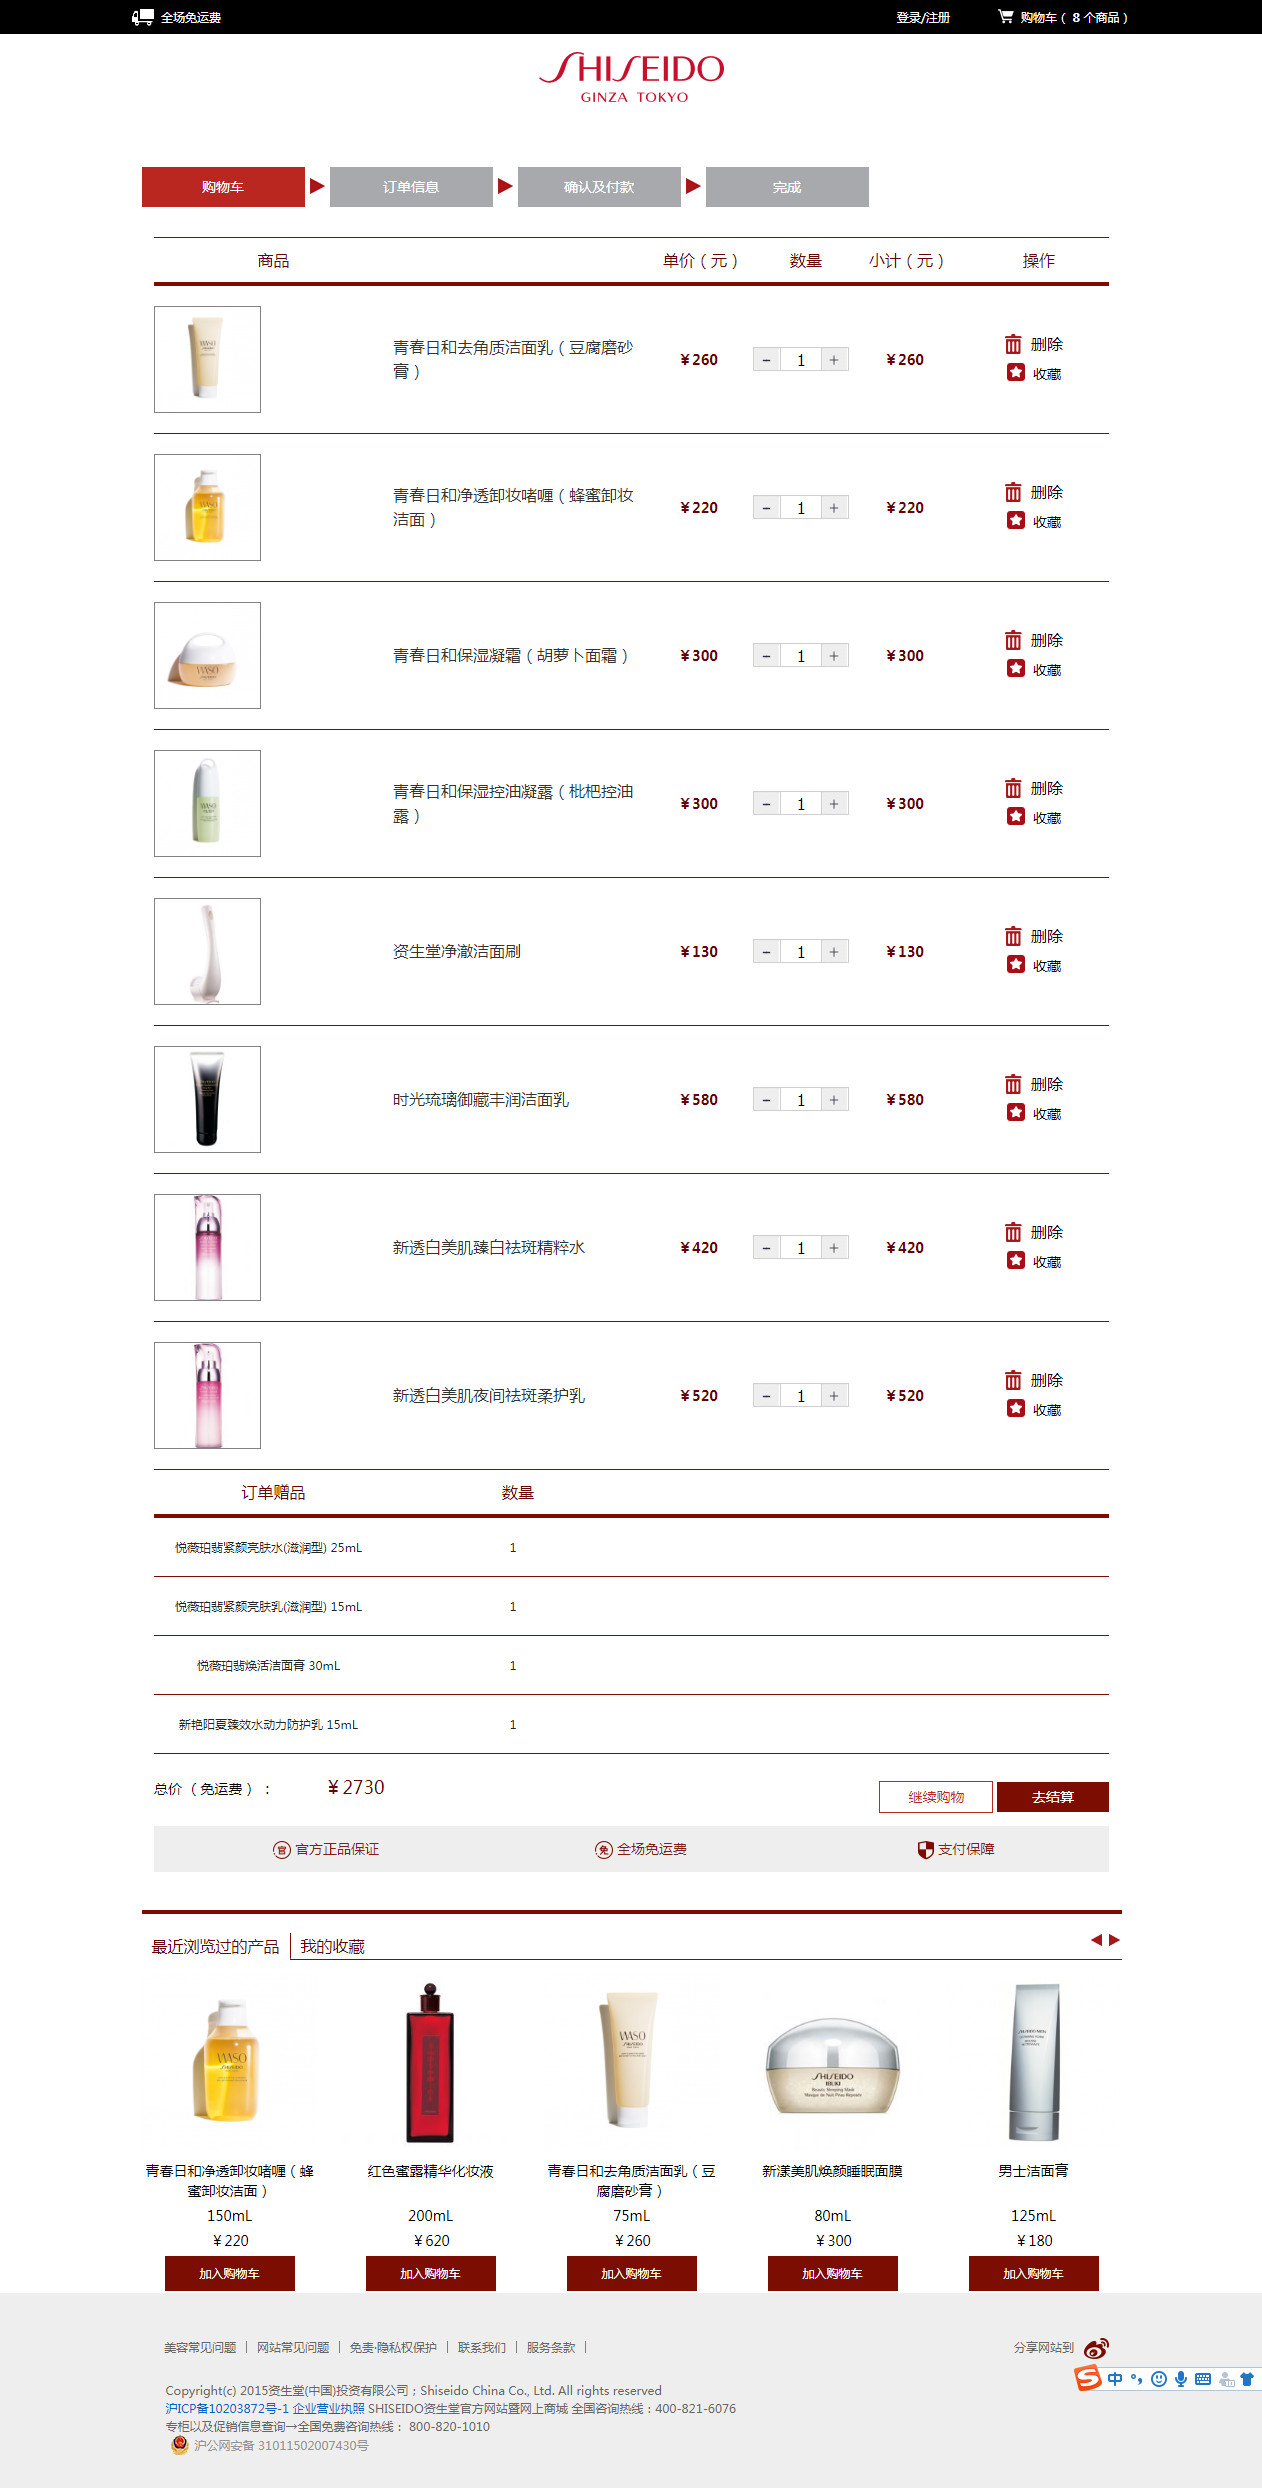 全场免运费 登录/注册 购物车（ 8 个商品 ）
SHISEIDO
GINZA TOKYO
购物车 订单信息 确认及付款 完成
商品 单价（元） 数量 小计（元） 操作
青春日和去角质洁面乳（豆腐磨砂
膏） ￥260 − 1 + ￥260 删除
收藏
青春日和净透卸妆啫喱（蜂蜜卸妆
洁面） ￥220 − 1 + ￥220 删除
收藏
青春日和保湿凝霜（胡萝卜面霜） ￥300 − 1 + ￥300 删除
收藏
青春日和保湿控油凝露（枇杷控油
露） ￥300 − 1 + ￥300 删除
收藏
资生堂净澈洁面刷 ￥130 − 1 + ￥130 删除
收藏
时光琉璃御藏丰润洁面乳 ￥580 − 1 + ￥580 删除
收藏
新透白美肌臻白祛斑精粹水 ￥420 − 1 + ￥420 删除
收藏
新透白美肌夜间祛斑柔护乳 ￥520 − 1 + ￥520 删除
收藏
订单赠品 数量
悦薇珀翡紧颜亮肤水(滋润型) 25mL 1
悦薇珀翡紧颜亮肤乳(滋润型) 15mL 1
悦薇珀翡焕活洁面膏 30mL 1
新艳阳夏臻效水动力防护乳 15mL 1
总价 （免运费）： ￥2730 继续购物 去结算
官 官方正品保证 免 全场免运费 支付保障
最近浏览过的产品 我的收藏
WASO
SHISEIDO
WASO
SHISEIDO
SHISEIDO
IBUKI
Beauty Sleeping Mask
SHISEIDO MEN
青春日和净透卸妆啫喱（蜂
蜜卸妆洁面）
150mL
￥220
加入购物车
红色蜜露精华化妆液
200mL
￥620
加入购物车
青春日和去角质洁面乳（豆
腐磨砂膏）
75mL
￥260
加入购物车
新漾美肌焕颜睡眠面膜
80mL
￥300
加入购物车
男士洁面膏
125mL
￥180
加入购物车
美容常见问题 | 网站常见问题 | 免责·隐私权保护 | 联系我们 | 服务条款 | 分享网站到
中
Copyright(c) 2015资生堂(中国)投资有限公司；Shiseido China Co., Ltd. All rights reserved
沪ICP备10203872号-1 企业营业执照 SHISEIDO资生堂官方网站暨网上商城 全国咨询热线：400-821-6076
专柜以及促销信息查询→全国免费咨询热线： 800-820-1010
沪公网安备 31011502007430号